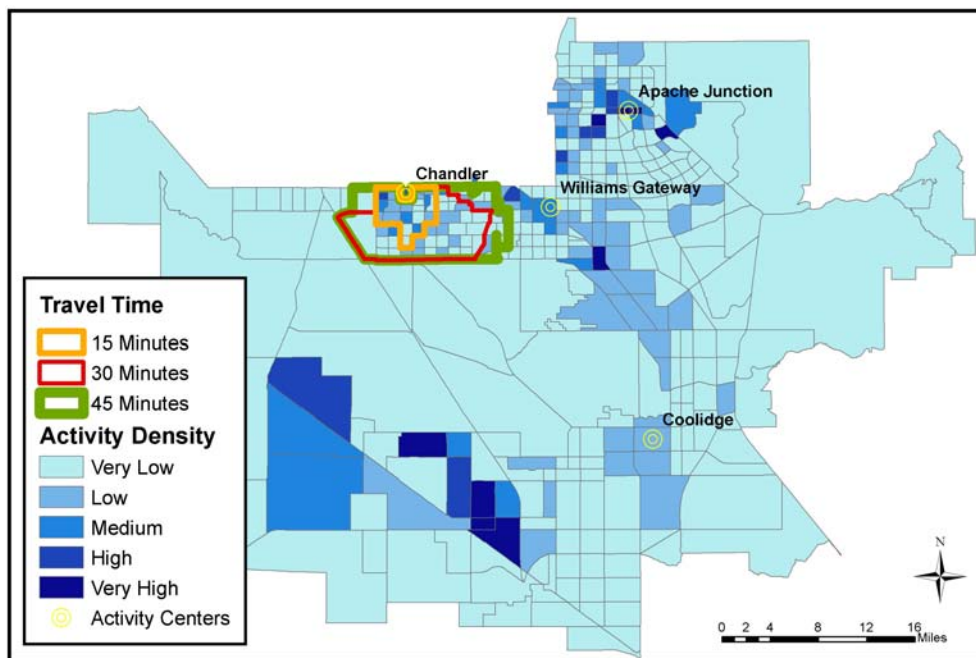 Apache Junction
Chandler
Williams Gateway
Coolidge
Travel Time
15 Minutes
30 Minutes
45 Minutes
Activity Density
Very Low
Low
Medium
High
Very High
Activity Centers
N
0 2 4 8 12 16
Miles